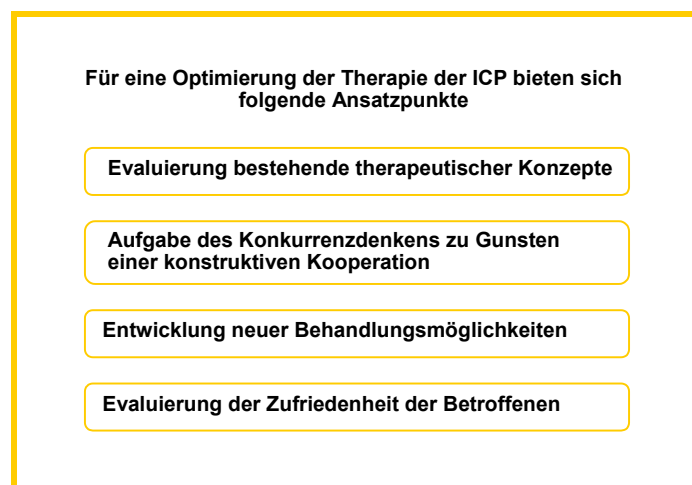 Für eine Optimierung der Therapie der ICP bieten sich
folgende Ansatzpunkte
Evaluierung bestehende therapeutischer Konzepte
Aufgabe des Konkurrenzdenkens zu Gunsten
einer konstruktiven Kooperation
Entwicklung neuer Behandlungsmöglichkeiten
Evaluierung der Zufriedenheit der Betroffenen